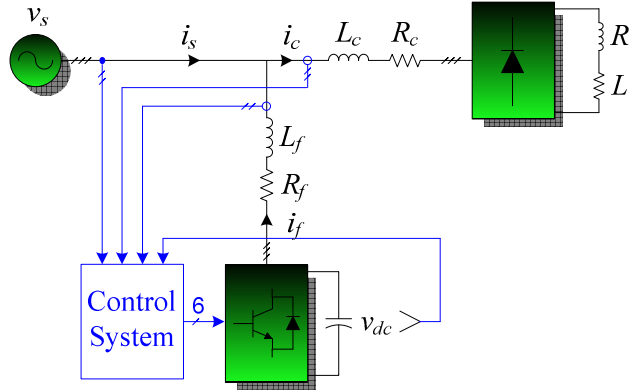 v_s
i_s
i_c
L_c
R_c
R
L
L_f
R_f
i_f
Control
System
6
v_dc